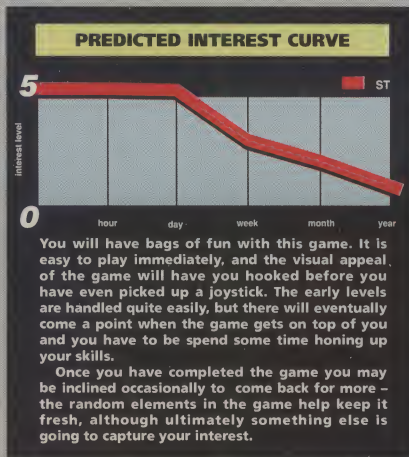 PREDICTED INTEREST CURVE
5
ST
interest level
0
hour day week month year
You will have bags of fun with this game. It is
easy to play immediately, and the visual appeal
of the game will have you hooked before you
have even picked up a joystick. The early levels
are handled quite easily, but there will eventually
come a point when the game gets on top of you
and you have to be spend some time honing up
your skills.
Once you have completed the game you may
be inclined occasionally to come back for more –
the random elements in the game help keep it
fresh, although ultimately something else is
going to capture your interest.